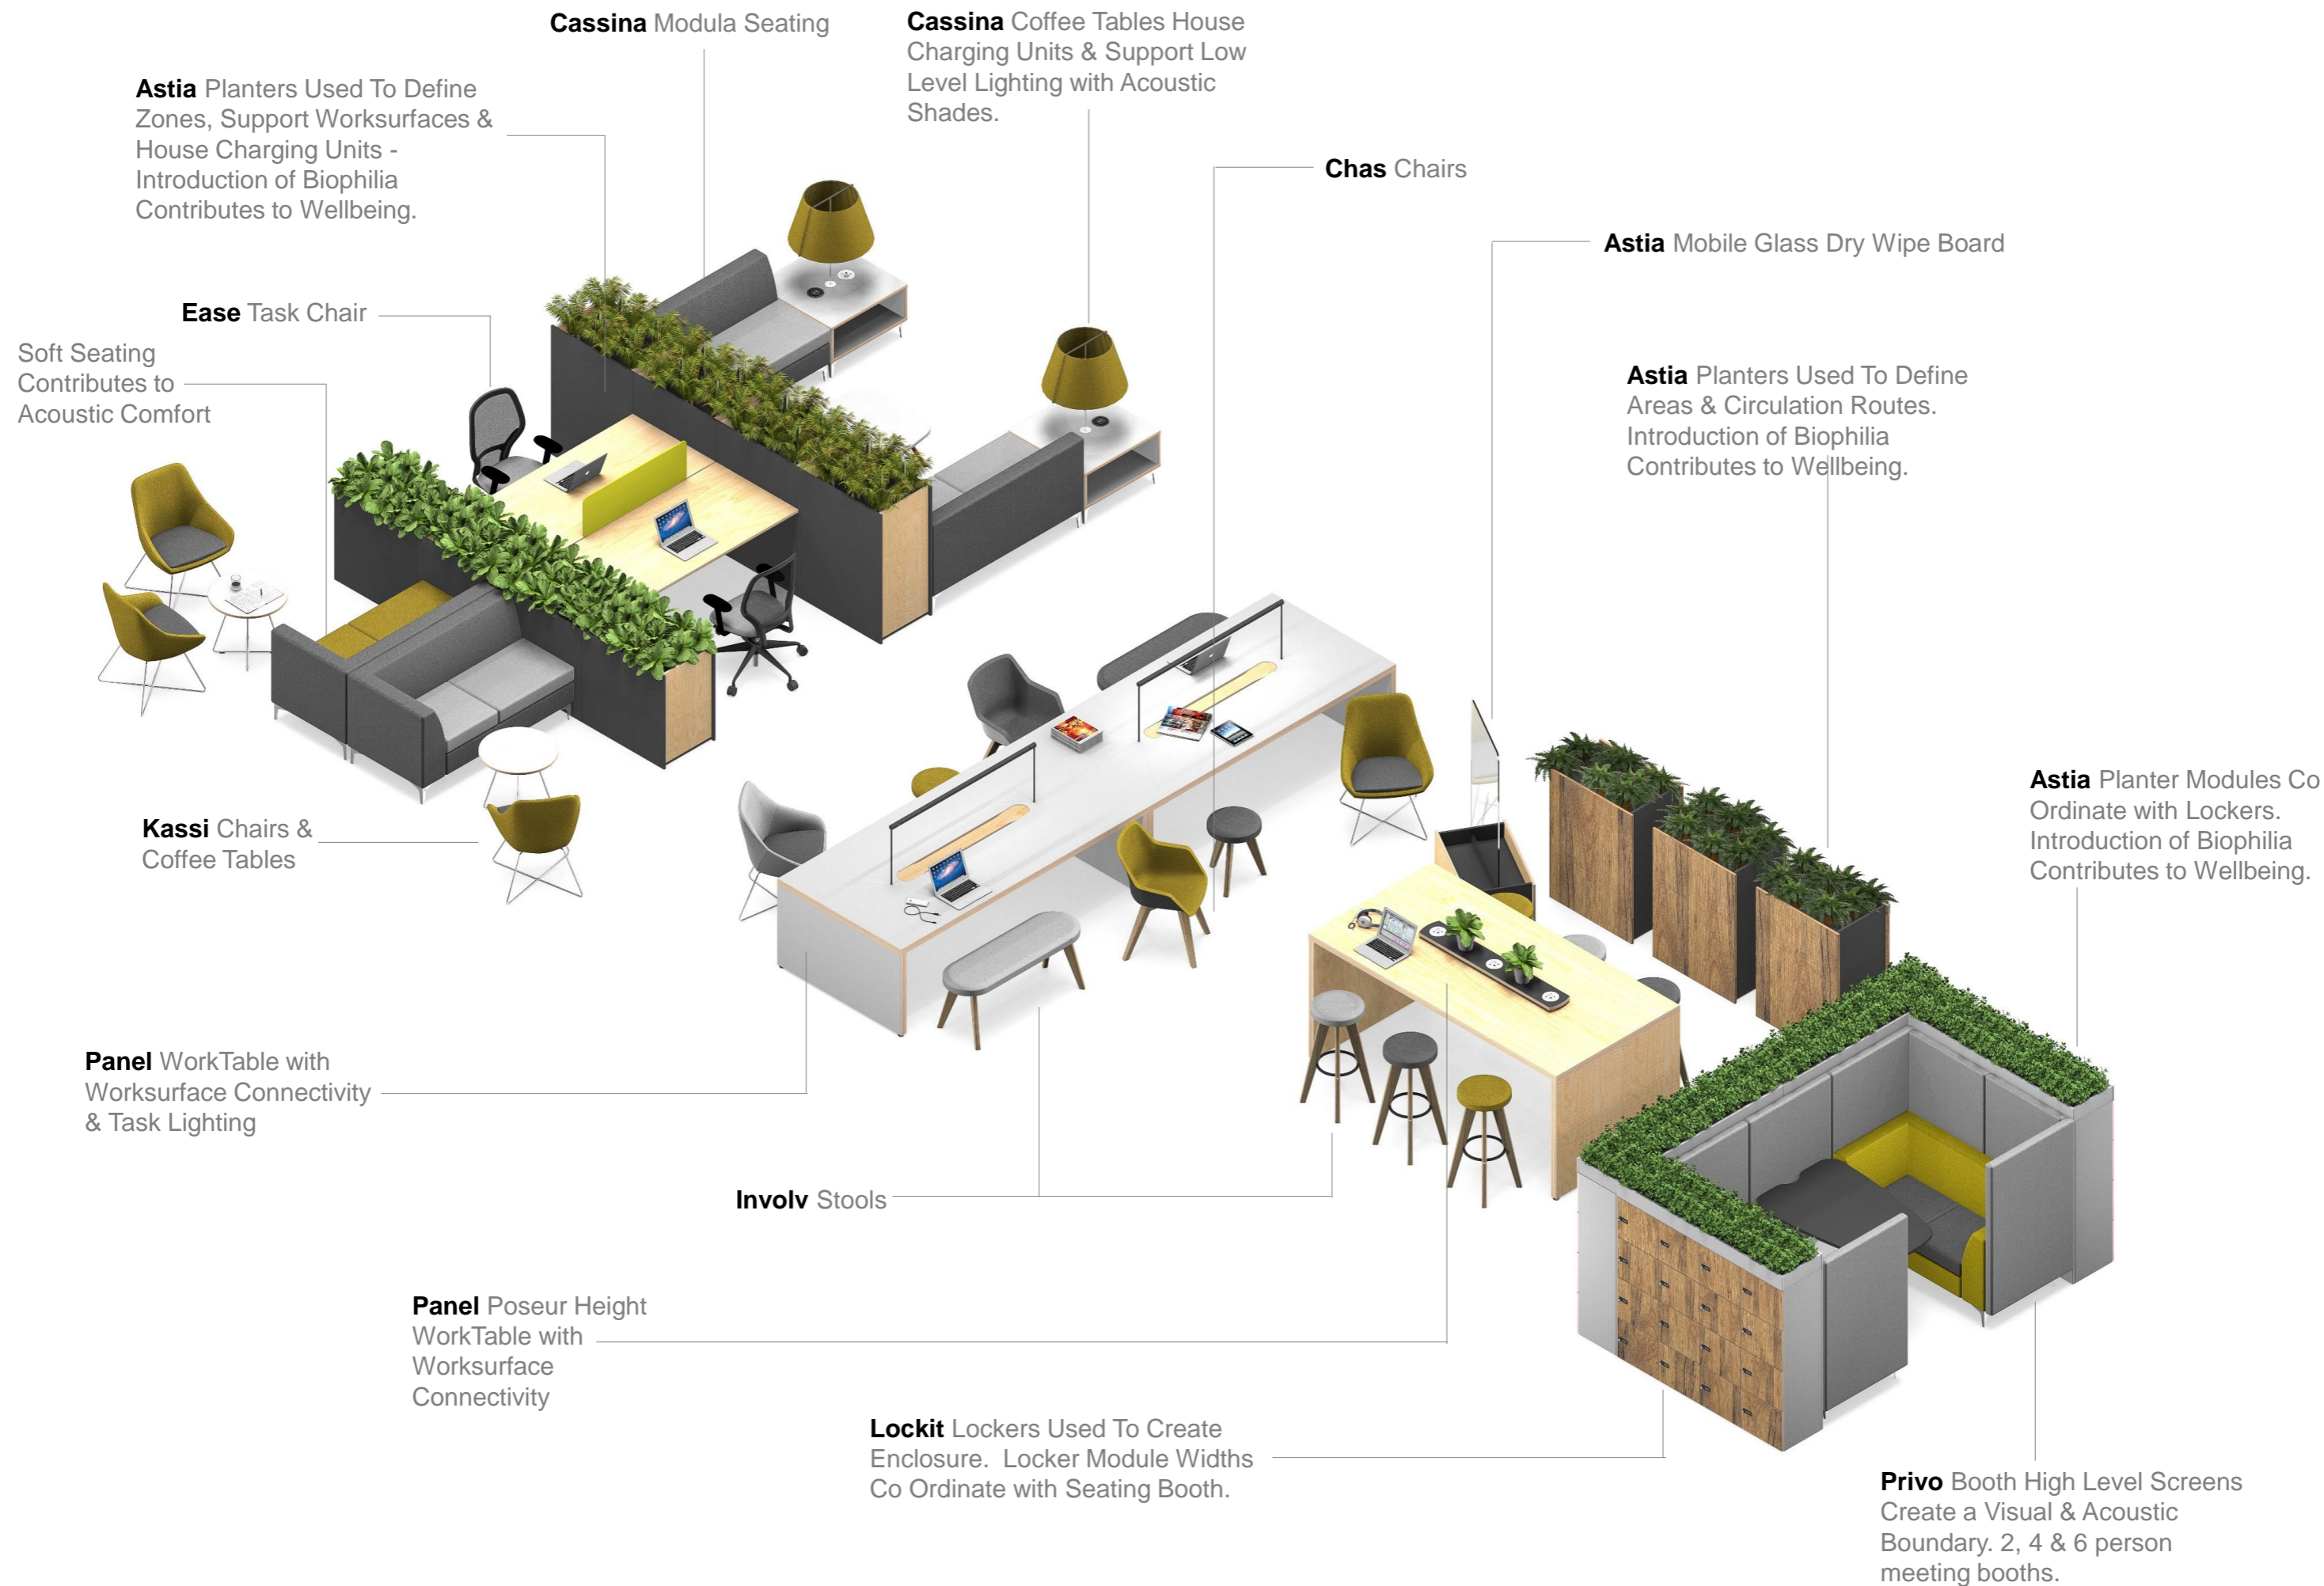 Cassina Modula Seating
Cassina Coffee Tables House
Charging Units & Support Low
Level Lighting with Acoustic
Shades.
Astia Planters Used To Define
Zones, Support Worksurfaces &
House Charging Units -
Introduction of Biophilia
Contributes to Wellbeing.
Chas Chairs
Astia Mobile Glass Dry Wipe Board
Ease Task Chair
Soft Seating
Contributes to
Acoustic Comfort
Astia Planters Used To Define
Areas & Circulation Routes.
Introduction of Biophilia
Contributes to Wellbeing.
Astia Planter Modules Co
Ordinate with Lockers.
Introduction of Biophilia
Contributes to Wellbeing.
Kassi Chairs &
Coffee Tables
Panel WorkTable with
Worksurface Connectivity
& Task Lighting
Involv Stools
Panel Poseur Height
WorkTable with
Worksurface
Connectivity
Lockit Lockers Used To Create
Enclosure.  Locker Module Widths
Co Ordinate with Seating Booth.
Privo Booth High Level Screens
Create a Visual & Acoustic
Boundary. 2, 4 & 6 person
meeting booths.